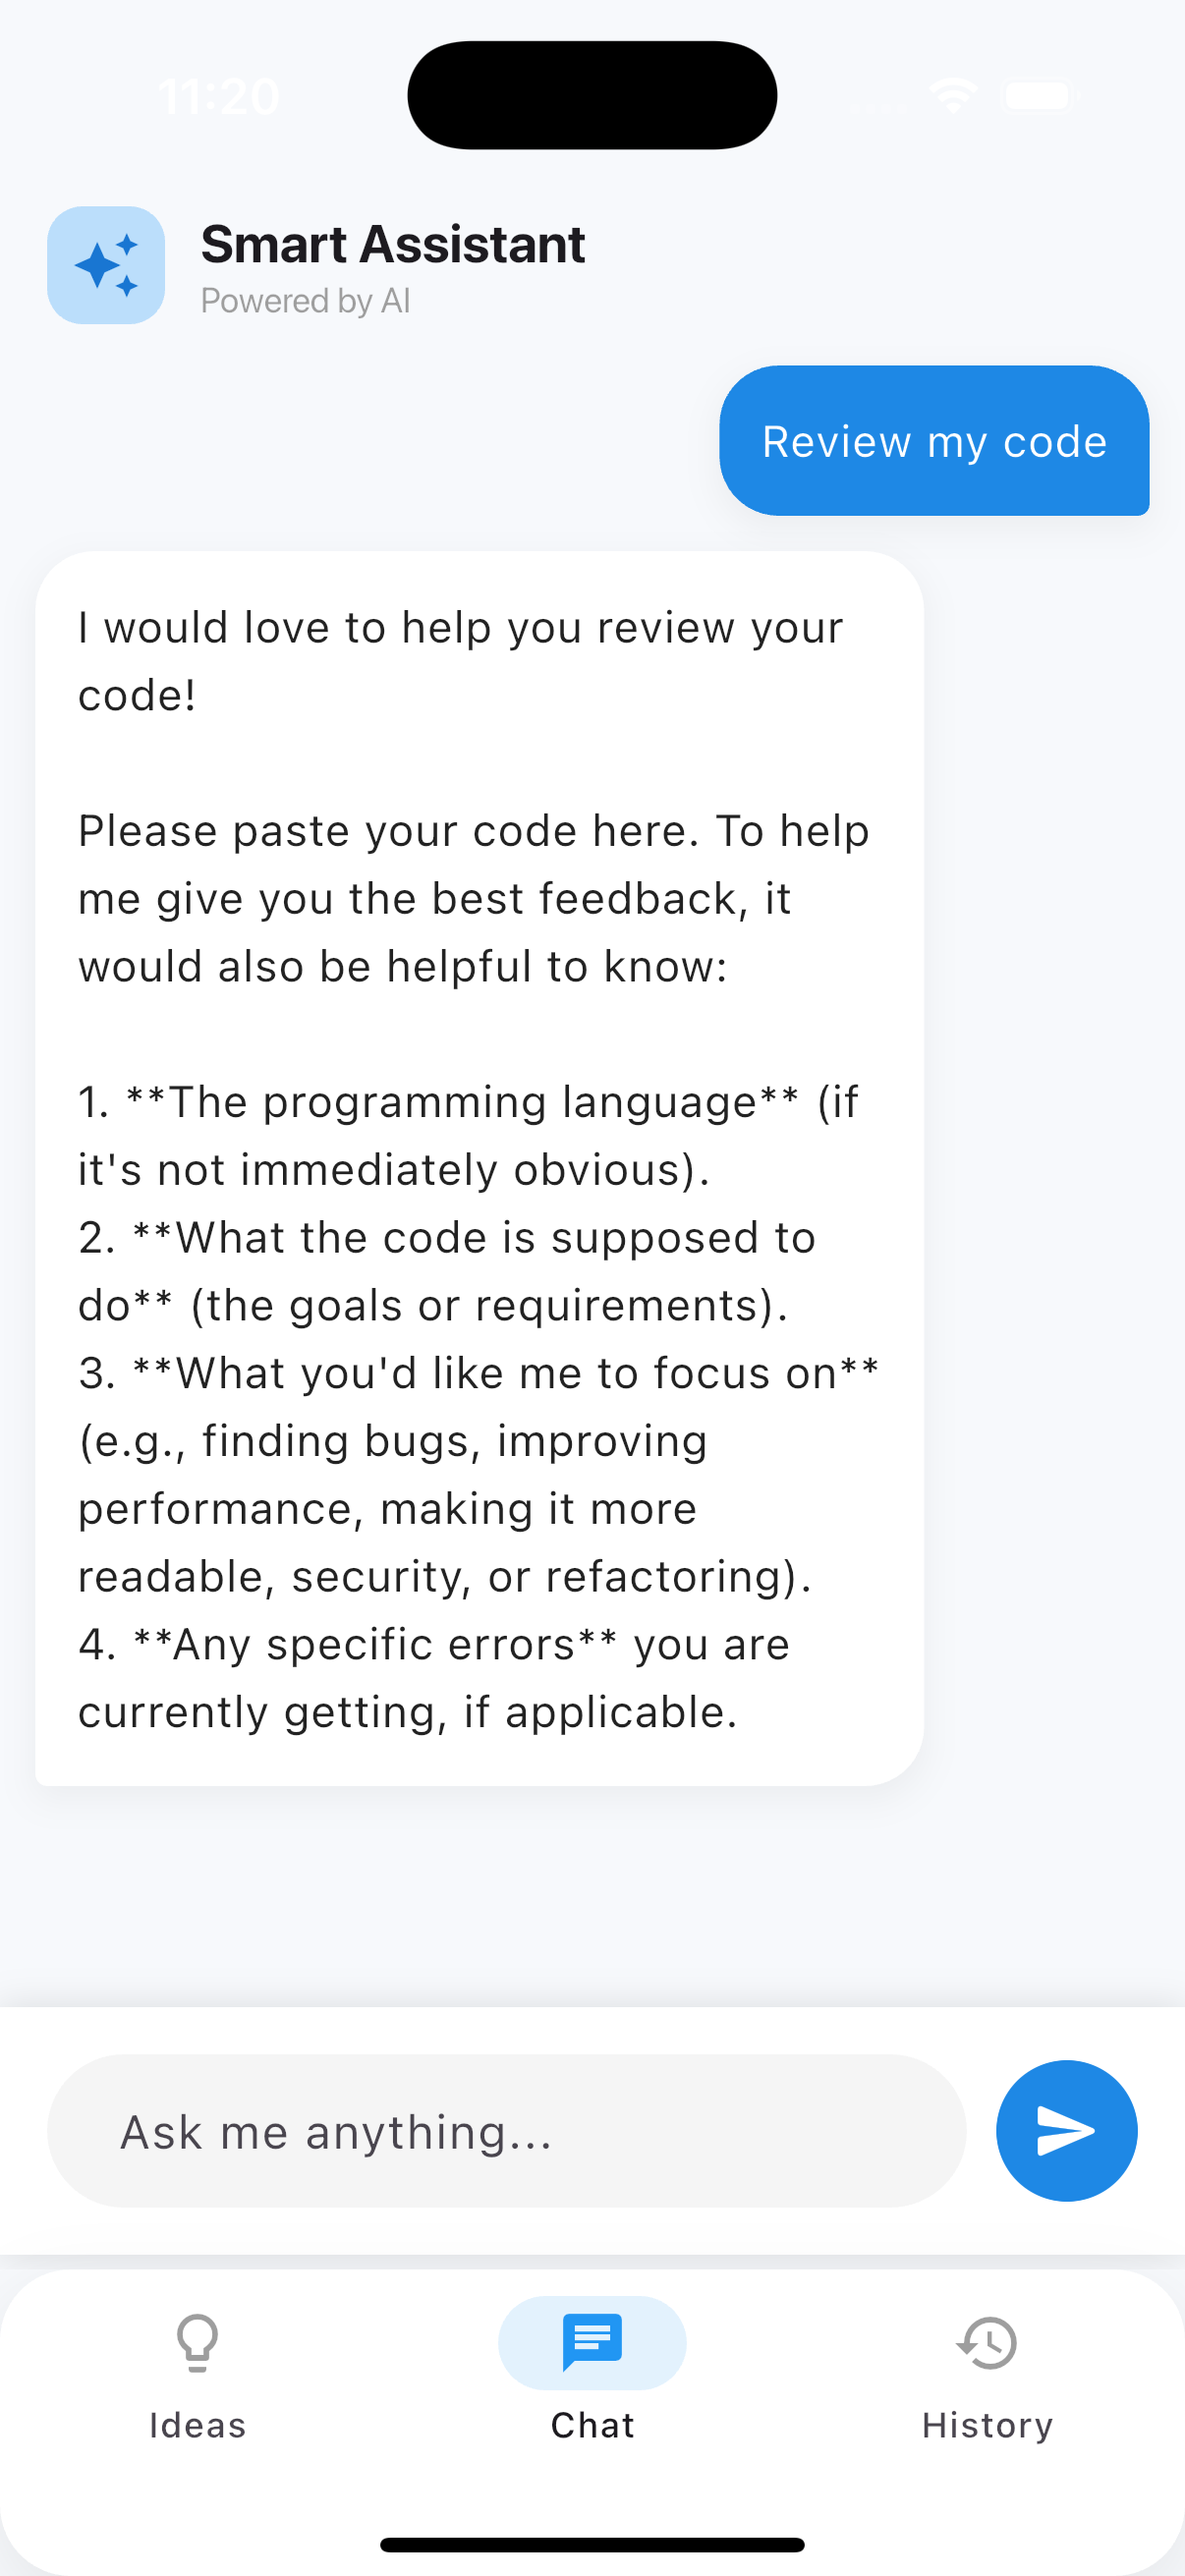 11:20
Smart Assistant
Powered by AI
Review my code
I would love to help you review your
code!
Please paste your code here. To help
me give you the best feedback, it
would also be helpful to know:
1. **The programming language** (if
it's not immediately obvious).
2. **What the code is supposed to
do** (the goals or requirements).
3. **What you'd like me to focus on**
(e.g., finding bugs, improving
performance, making it more
readable, security, or refactoring).
4. **Any specific errors** you are
currently getting, if applicable.
Ask me anything...
Ideas
Chat
History